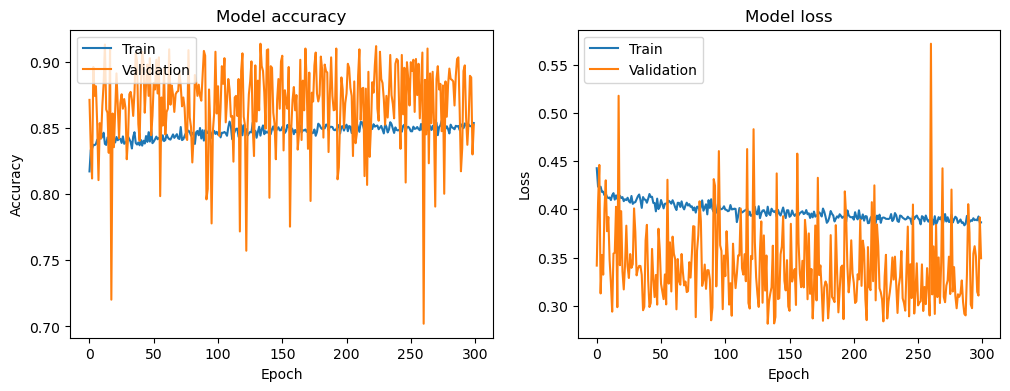 Model accuracy
Train
Validation
0.90
0.85
0.80
0.75
0.70
Accuracy
0 50 100 150 200 250 300
Epoch
Model loss
Train
Validation
0.55
0.50
0.45
0.40
0.35
0.30
Loss
0 50 100 150 200 250 300
Epoch